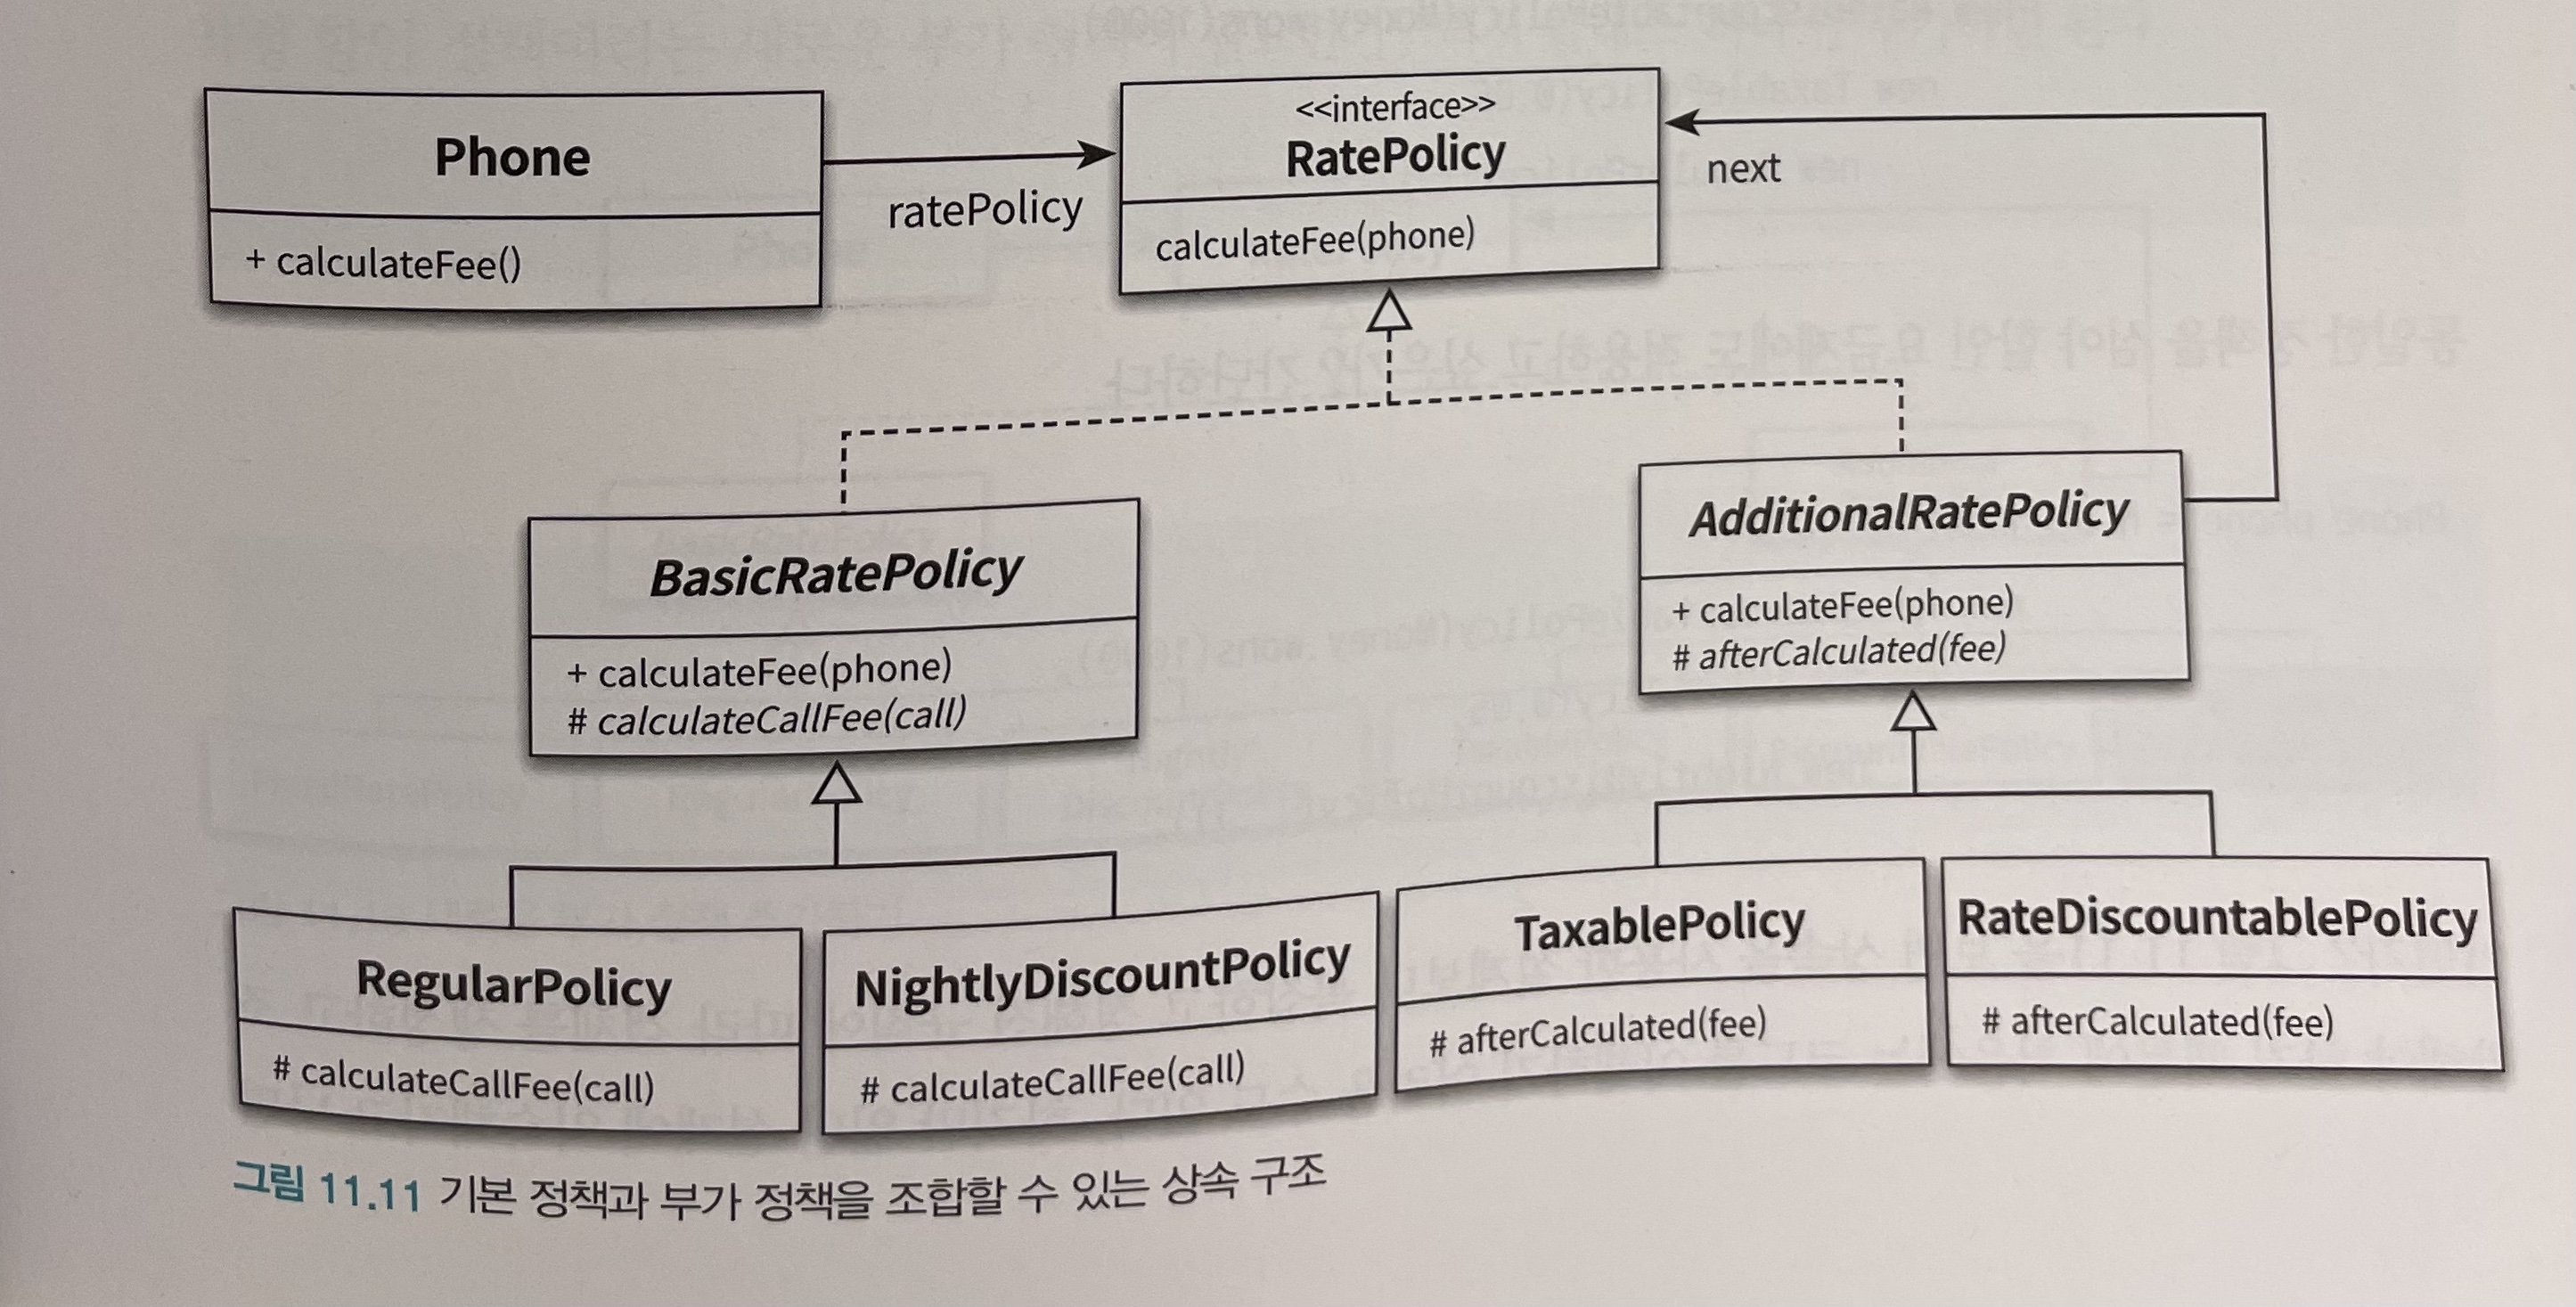 Phone
+ calculateFee()
ratePolicy
<<interface>>
RatePolicy
calculateFee(phone)
next
BasicRatePolicy
+ calculateFee(phone)
# calculateCallFee(call)
AdditionalRatePolicy
+ calculateFee(phone)
# afterCalculated(fee)
RegularPolicy
# calculateCallFee(call)
NightlyDiscountPolicy
# calculateCallFee(call)
TaxablePolicy
# afterCalculated(fee)
RateDiscountablePolicy
# afterCalculated(fee)
그림 11.11 기본 정책과 부가 정책을 조합할 수 있는 상속 구조